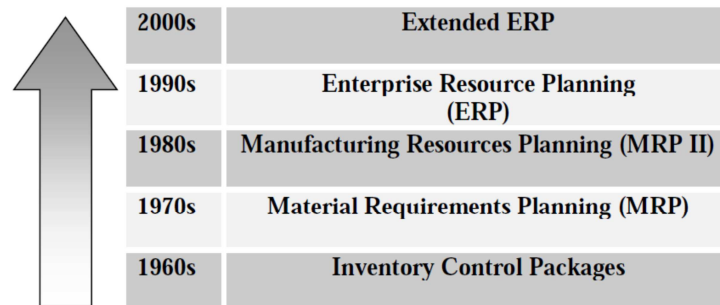 2000s Extended ERP
1990s Enterprise Resource Planning
(ERP)
1980s Manufacturing Resources Planning (MRP II)
1970s Material Requirements Planning (MRP)
1960s Inventory Control Packages